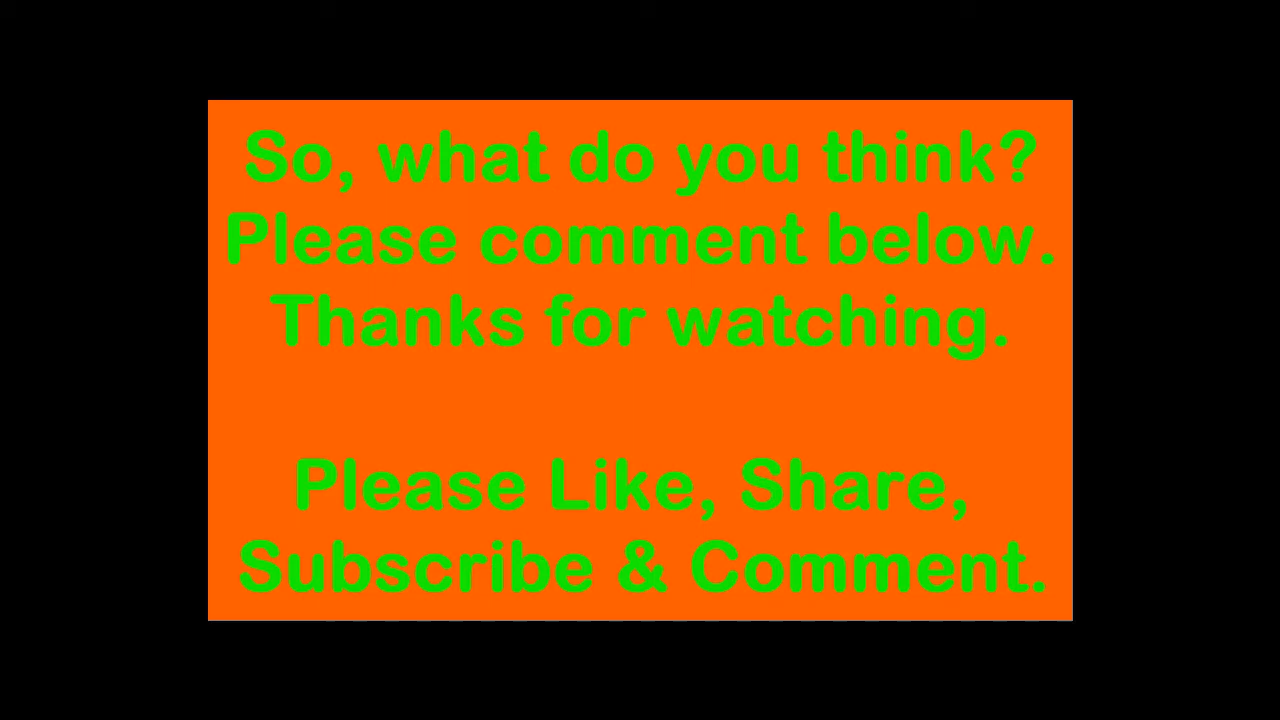 So, what do you think?
Please comment below.
Thanks for watching.
Please Like, Share,
Subscribe & Comment.